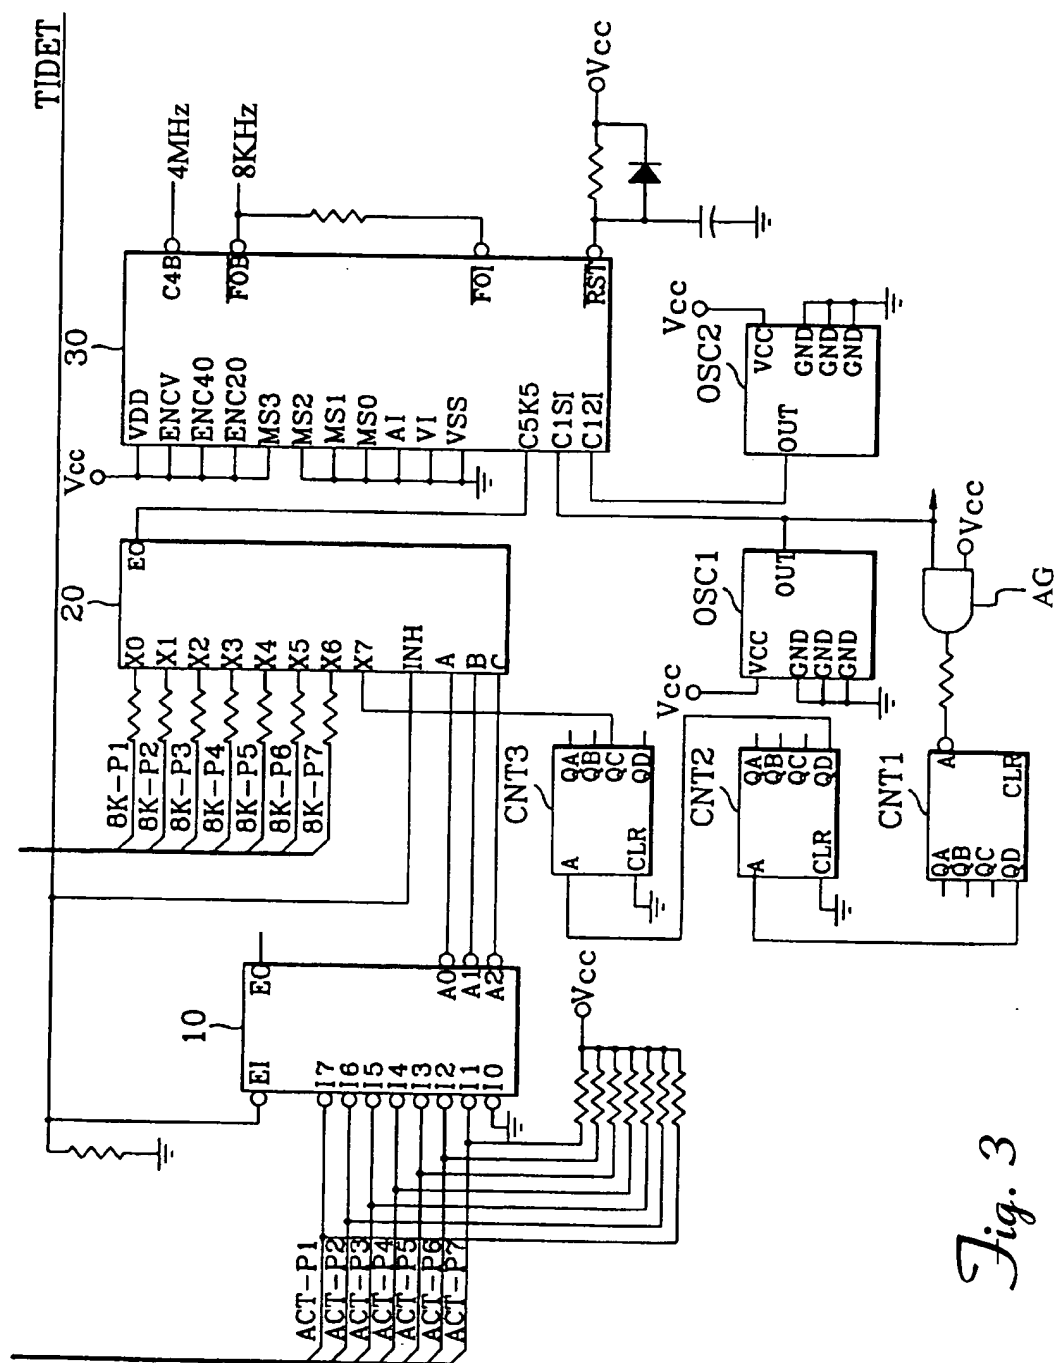 TIDET
ACT-P1
ACT-P2
ACT-P3
ACT-P4
ACT-P5
ACT-P6
ACT-P7
10
EI
I7
I6
I5
I4
I3
I2
I1
I0
EO
A0
A1
A2
Vcc
8K-P1
8K-P2
8K-P3
8K-P4
8K-P5
8K-P6
8K-P7
20
X0
X1
X2
X3
X4
X5
X6
X7
INH
A
B
C
EO
Vcc
30
VDD
ENCV
ENC40
ENC20
MS3
MS2
MS1
MS0
AI
VI
VSS
C5K5
C1SI
C12I
C4B
FOB
FOI
RST
4MHz
8KHz
Vcc
CNT3
A
CLR
QA
QB
QC
QD
CNT2
A
CLR
QA
QB
QC
QD
CNT1
QA
QB
QC
QD
A
CLR
Vcc
OSC1
VCC
GND
GND
GND
OUT
Vcc
OSC2
OUT
VCC
GND
GND
GND
Vcc
AG
Fig. 3